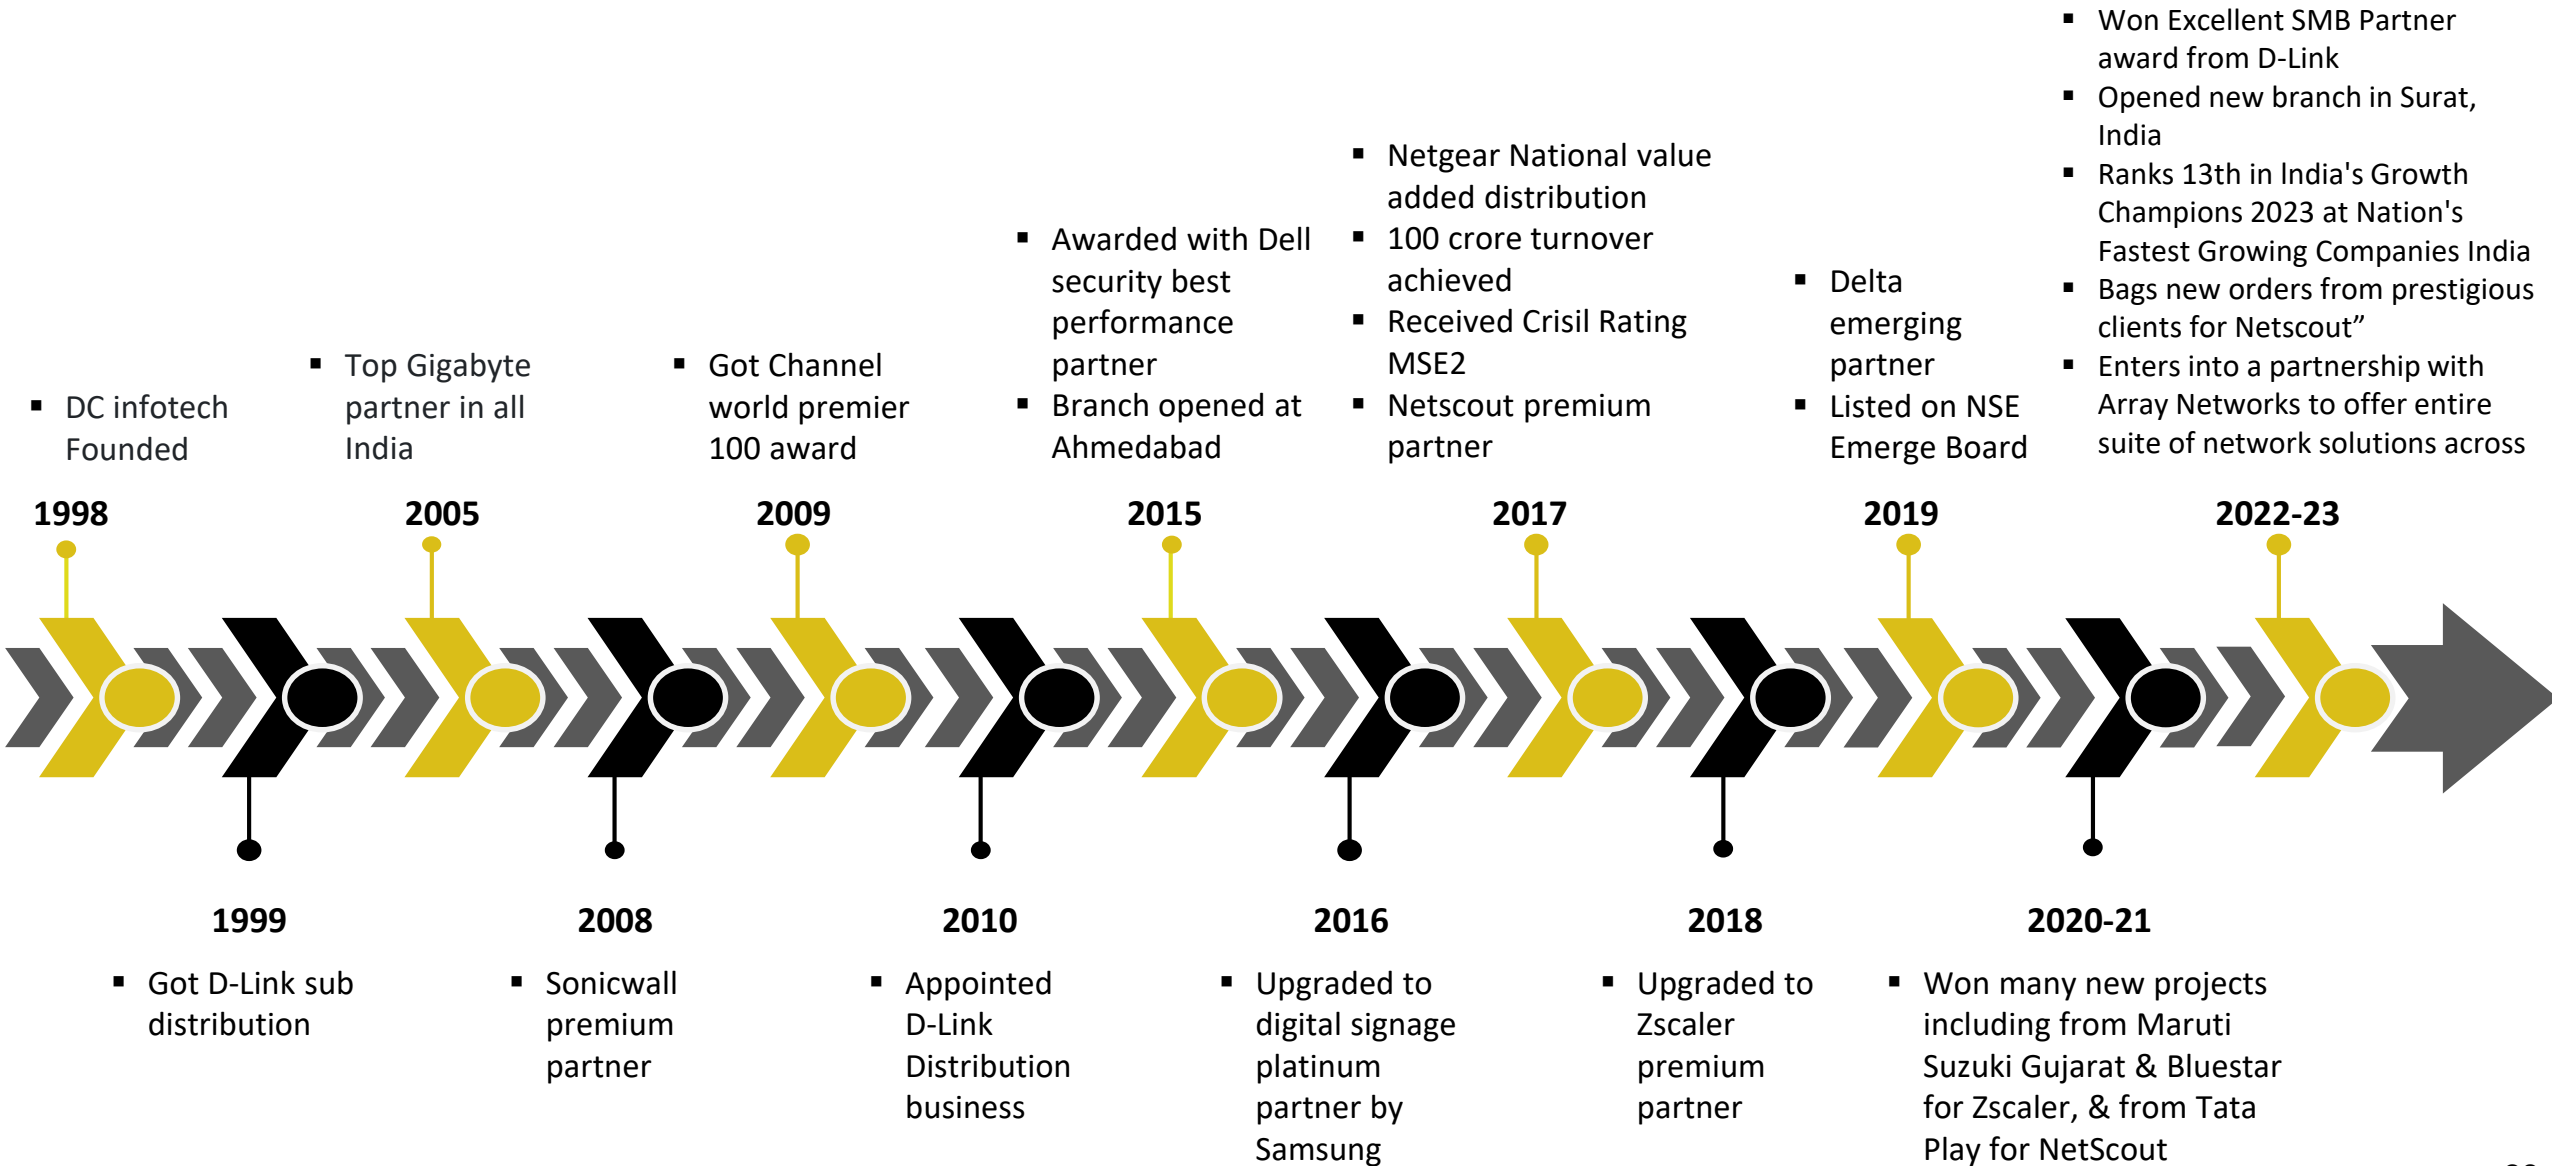 ▪ DC infotech
Founded
1998
▪ Top Gigabyte
partner in all
India
2005
▪ Got Channel
world premier
100 award
2009
▪ Awarded with Dell
security best
performance
partner
▪ Branch opened at
Ahmedabad
2015
▪ Netgear National value
added distribution
▪ 100 crore turnover
achieved
▪ Received Crisil Rating
MSE2
▪ Netscout premium
partner
2017
▪ Delta
emerging
partner
▪ Listed on NSE
Emerge Board
2019
▪ Won Excellent SMB Partner
award from D-Link
▪ Opened new branch in Surat,
India
▪ Ranks 13th in India's Growth
Champions 2023 at Nation's
Fastest Growing Companies India
▪ Bags new orders from prestigious
clients for Netscout”
▪ Enters into a partnership with
Array Networks to offer entire
suite of network solutions across
2022-23
1999
▪ Got D-Link sub
distribution
2008
▪ Sonicwall
premium
partner
2010
▪ Appointed
D-Link
Distribution
business
2016
▪ Upgraded to
digital signage
platinum
partner by
Samsung
2018
▪ Upgraded to
Zscaler
premium
partner
2020-21
▪ Won many new projects
including from Maruti
Suzuki Gujarat & Bluestar
for Zscaler, & from Tata
Play for NetScout